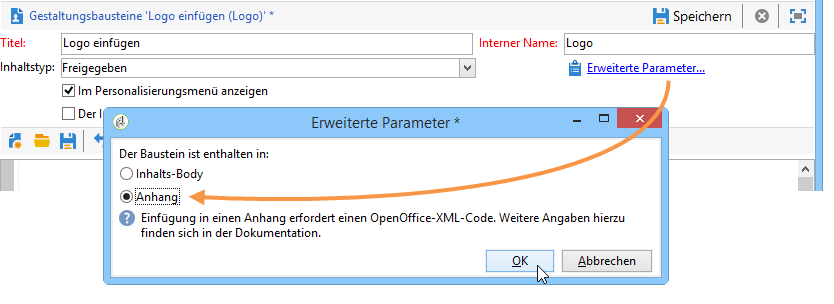 Gestaltungsbausteine 'Logo einfügen (Logo)' *
Speichern
Titel: Logo einfügen Interner Name: Logo
Inhaltstyp: Freigegeben Erweiterte Parameter...
Im Personalisierungsmenü anzeigen
Der I
Erweiterte Parameter *
Der Baustein ist enthalten in:
Inhalts-Body
Anhang
Einfügung in einen Anhang erfordert einen OpenOffice-XML-Code. Weitere Angaben hierzu
finden sich in der Dokumentation.
OK Abbrechen